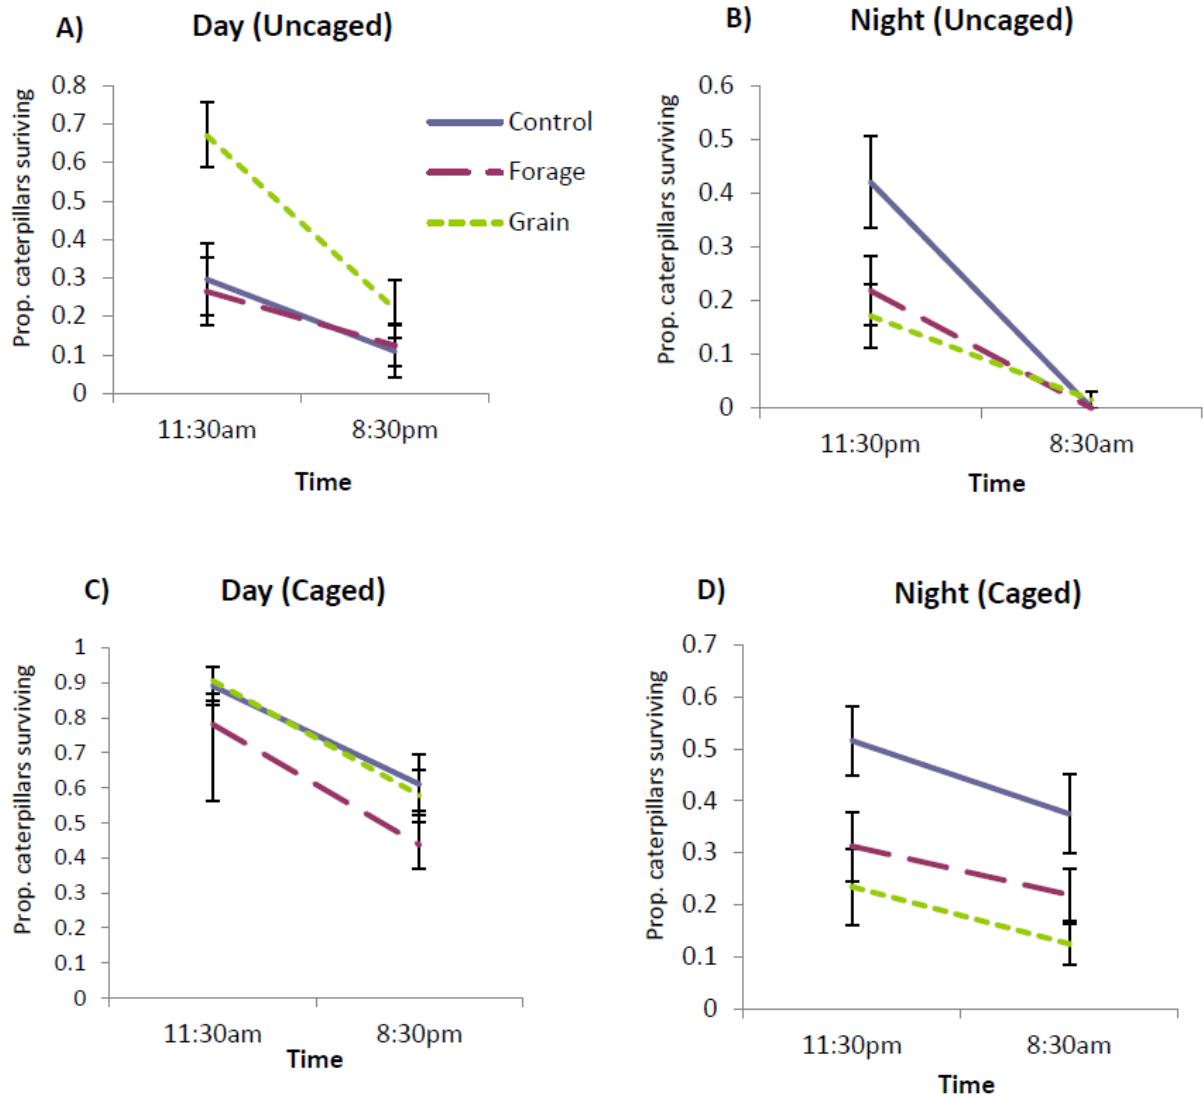 A)
Day (Uncaged)
Prop. caterpillars suriving
0.8
0.7
0.6
0.5
0.4
0.3
0.2
0.1
0
11:30am
8:30pm
Time
Control
Forage
Grain
B)
Night (Uncaged)
Prop. caterpillars surviving
0.6
0.5
0.4
0.3
0.2
0.1
0
11:30pm
8:30am
Time
C)
Day (Caged)
Prop. caterpillars surviving
1
0.9
0.8
0.7
0.6
0.5
0.4
0.3
0.2
0.1
0
11:30am
8:30pm
Time
D)
Night (Caged)
Prop. caterpillars surviving
0.7
0.6
0.5
0.4
0.3
0.2
0.1
0
11:30pm
8:30am
Time